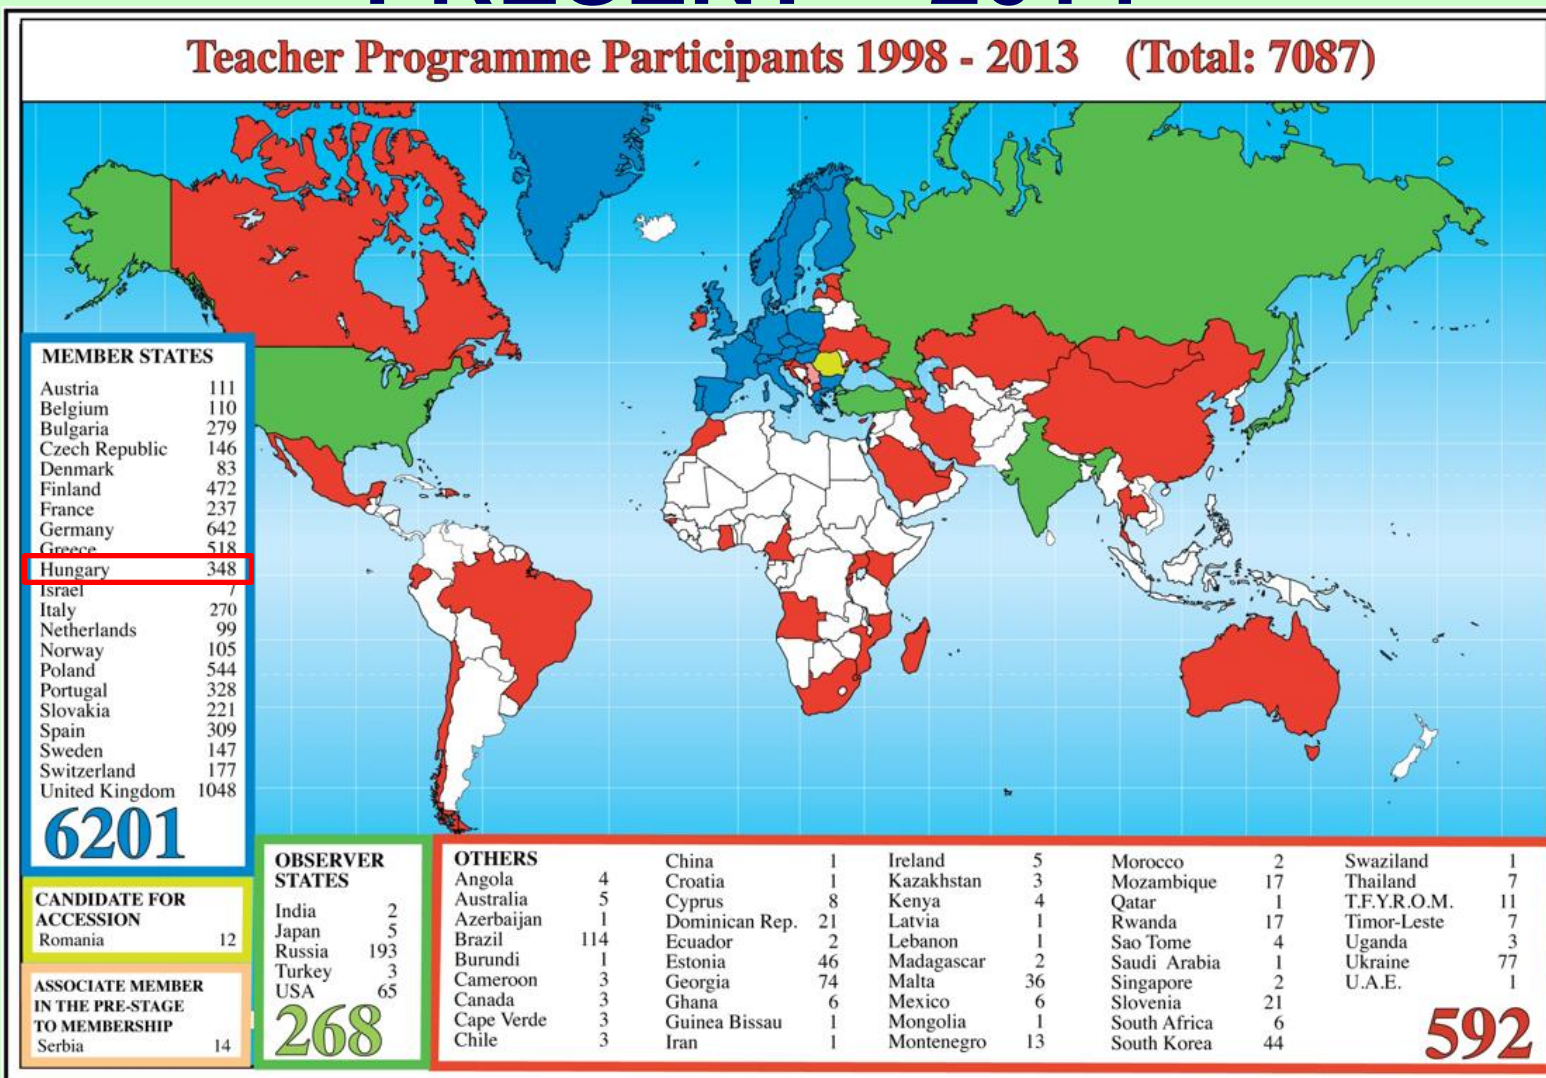 PRESENT - 2014
Teacher Programme Participants 1998 - 2013 (Total: 7087)
MEMBER STATES
Austria 111
Belgium 110
Bulgaria 279
Czech Republic 146
Denmark 83
Finland 472
France 237
Germany 642
Greece 518
Hungary 348
Israel 7
Italy 270
Netherlands 99
Norway 105
Poland 544
Portugal 328
Slovakia 221
Spain 309
Sweden 147
Switzerland 177
United Kingdom 1048
6201
CANDIDATE FOR
ACCESSION
Romania 12
ASSOCIATE MEMBER
IN THE PRE-STAGE
TO MEMBERSHIP
Serbia 14
OBSERVER
STATES
India 2
Japan 5
Russia 193
Turkey 3
USA 65
268
OTHERS
Angola 4
Australia 5
Azerbaijan 1
Brazil 114
Burundi 1
Cameroon 3
Canada 3
Cape Verde 3
Chile 3
China 1
Croatia 1
Cyprus 8
Dominican Rep. 21
Ecuador 2
Estonia 46
Georgia 74
Ghana 6
Guinea Bissau 1
Iran 1
Ireland 5
Kazakhstan 3
Kenya 4
Latvia 1
Lebanon 1
Madagascar 2
Malta 36
Mexico 6
Mongolia 1
Montenegro 13
Morocco 2
Mozambique 17
Qatar 1
Rwanda 17
Sao Tome 4
Saudi Arabia 1
Singapore 2
Slovenia 21
South Africa 6
South Korea 44
Swaziland 1
Thailand 7
T.F.Y.R.O.M. 11
Timor-Leste 7
Uganda 3
Ukraine 77
U.A.E. 1
592